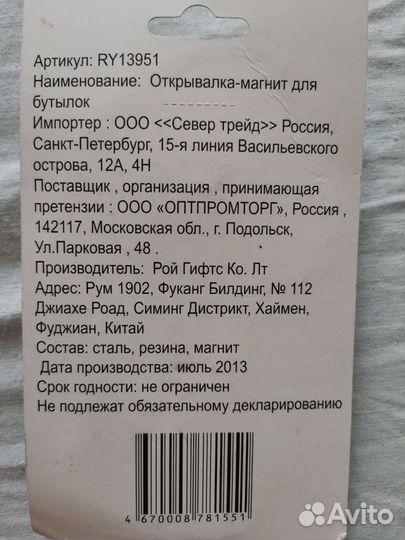 Артикул: RY13951
Наименование: Открывалка-магнит для
бутылок
Импортер : ООО <<Север трейд>> Россия,
Санкт-Петербург, 15-я линия Васильевского
острова, 12А, 4Н
Поставщик , организация , принимающая
претензии : ООО «ОПТПРОМТОРГ», Россия ,
142117, Московская обл., г. Подольск,
Ул.Парковая , 48 .
Производитель: Рой Гифтс Ко. Лт
Адрес: Рум 1902, Фуканг Билдинг, № 112
Джиахе Роад, Симинг Дистрикт, Хаймен,
Фуджиан, Китай
Состав: сталь, резина, магнит
Дата производства: июль 2013
Срок годности: не ограничен
Не подлежат обязательному декларированию
4 670008 781551
Avito